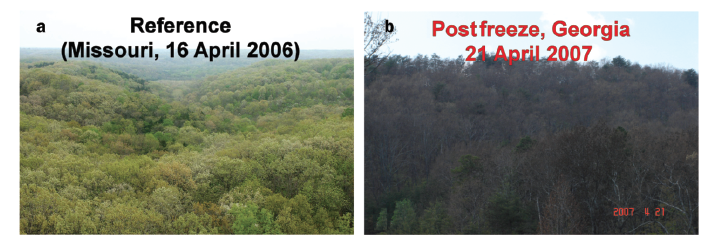 a
Reference
(Missouri, 16 April 2006)
b
Postfreeze, Georgia
21 April 2007
2007 4 21